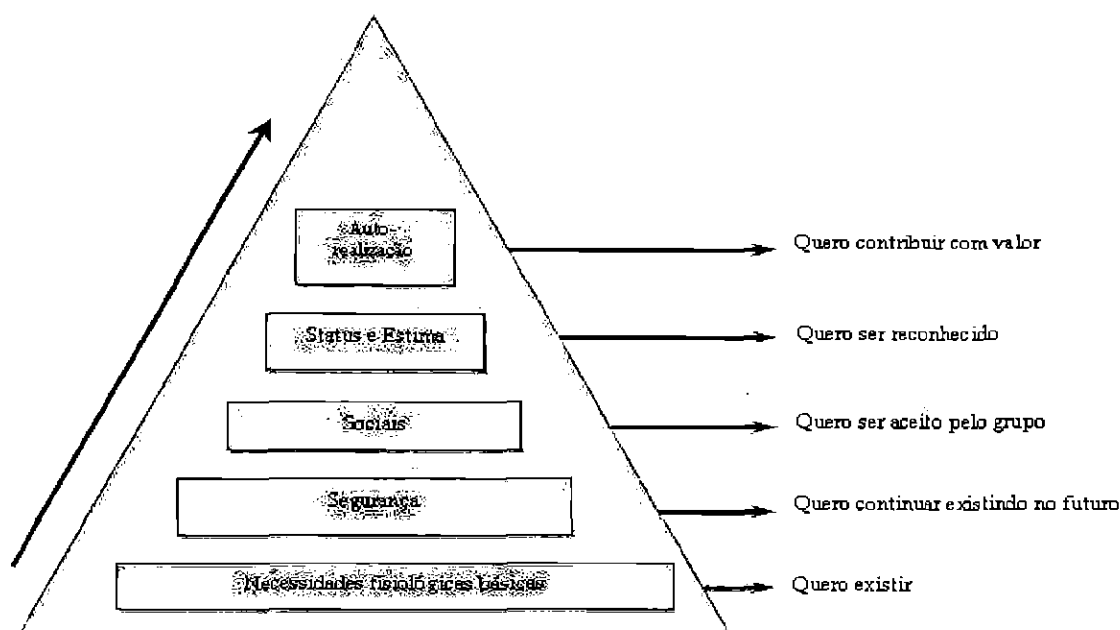 Auto-
realização
Quero contribuir com valor
Status e Estima
Quero ser reconhecido
Sociais
Quero ser aceito pelo grupo
Segurança
Quero continuar existindo no futuro
Necessidades fisiológicas básicas
Quero existir